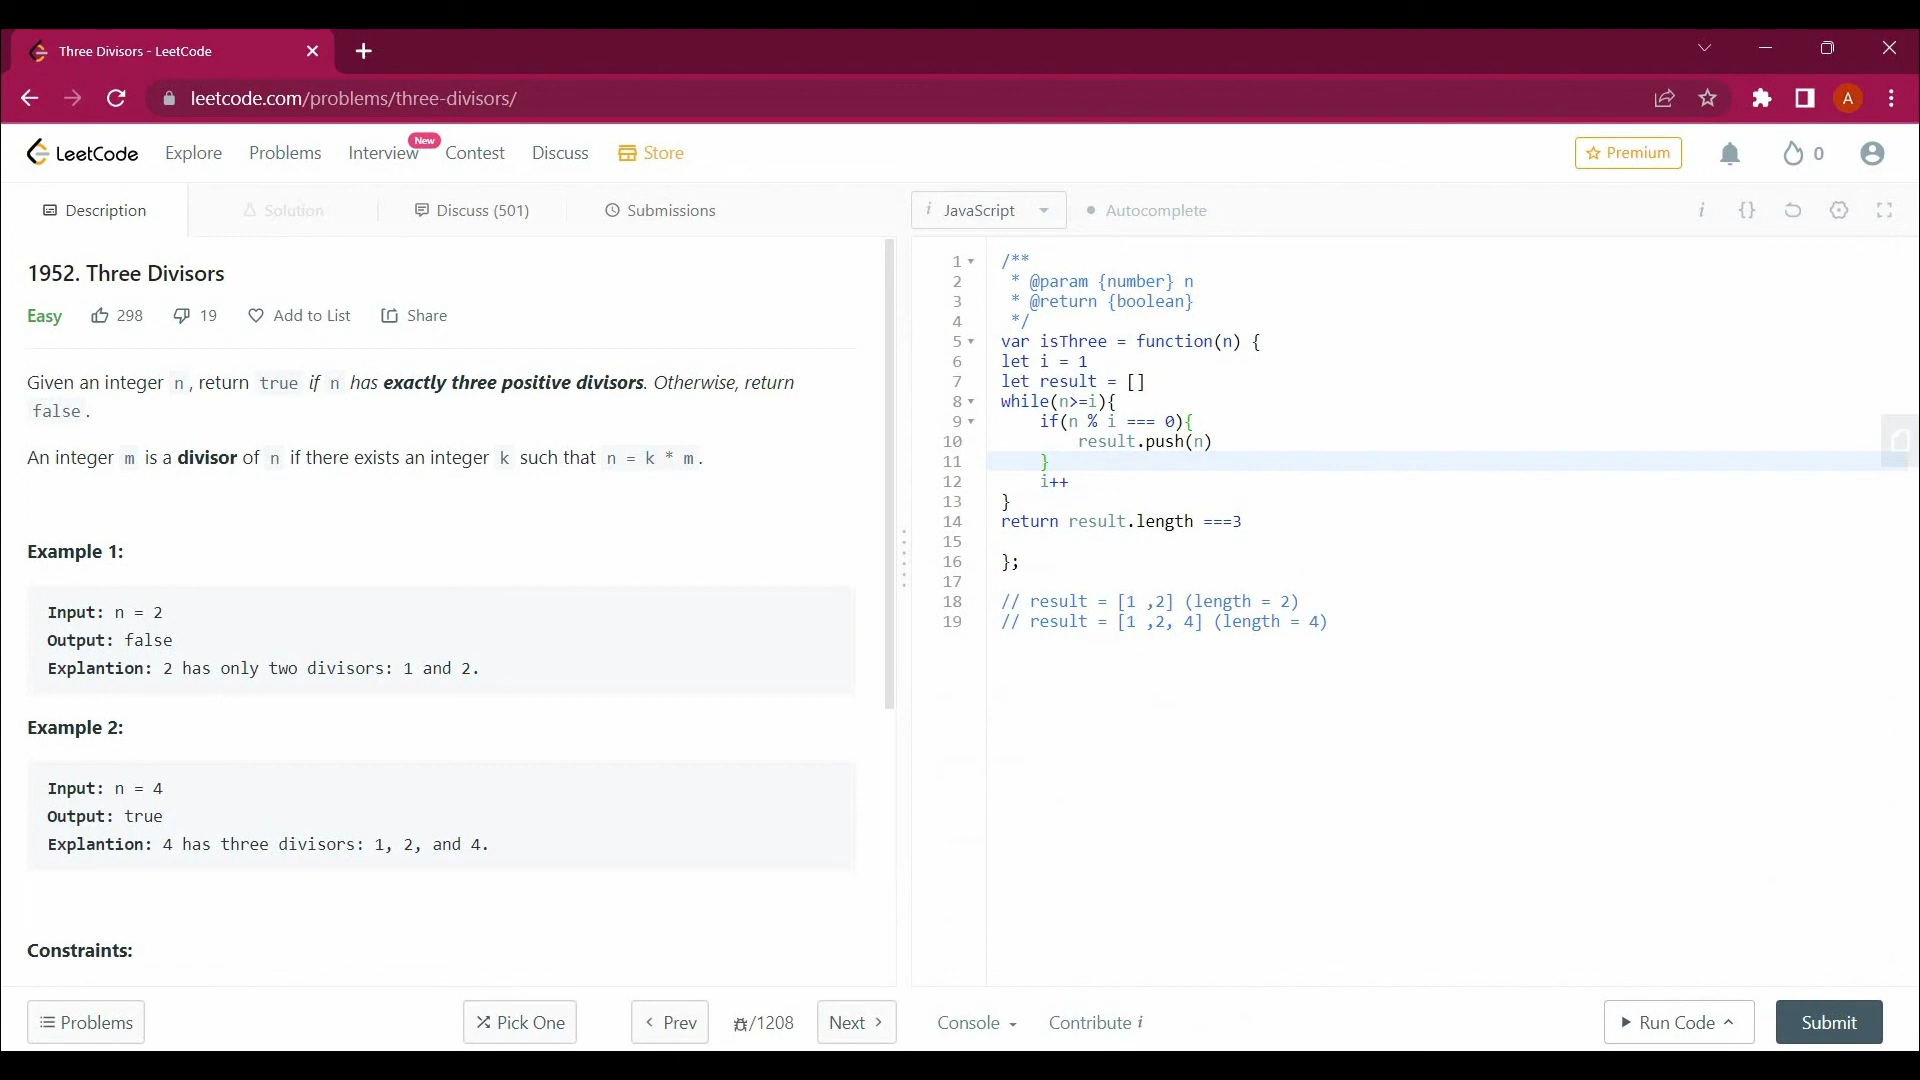 Three Divisors - LeetCode
leetcode.com/problems/three-divisors/
A
LeetCode Explore Problems Interview New Contest Discuss Store Premium 0
Description Solution Discuss (501) Submissions
i JavaScript Autocomplete i {}
1952. Three Divisors
Easy 298 19 Add to List Share
Given an integer n, return true if n has exactly three positive divisors. Otherwise, return
false.
An integer m is a divisor of n if there exists an integer k such that n = k * m.
Example 1:
Input: n = 2
Output: false
Explantion: 2 has only two divisors: 1 and 2.
Example 2:
Input: n = 4
Output: true
Explantion: 4 has three divisors: 1, 2, and 4.
Constraints:
1 /**
2 * @param {number} n
3 * @return {boolean}
4 */
5 var isThree = function(n) {
6 let i = 1
7 let result = []
8 while(n>=i){
9 if(n % i === 0){
10 result.push(n)
11 }
12 i++
13 }
14 return result.length ===3
15
16 };
17
18 // result = [1 ,2] (length = 2)
19 // result = [1 ,2, 4] (length = 4)
Problems Pick One Prev /1208 Next Console Contribute i Run Code Submit